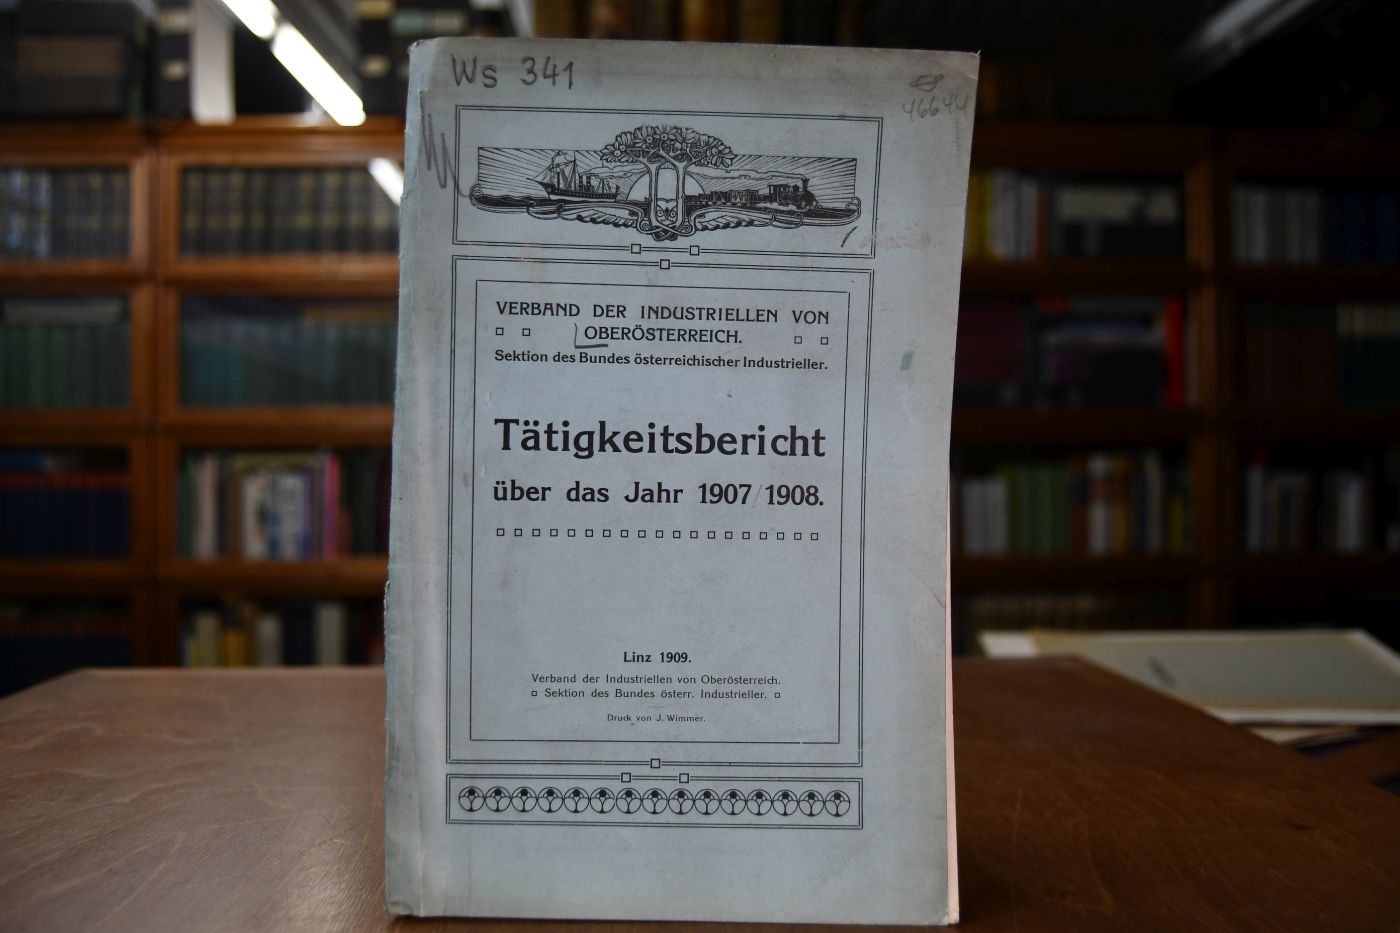 Ws 341
46644
VERBAND DER INDUSTRIELLEN VON
OBERÖSTERREICH.
Sektion des Bundes österreichischer Industrieller.
Tätigkeitsbericht
über das Jahr 1907/1908.
Linz 1909.
Verband der Industriellen von Oberösterreich.
Sektion des Bundes österr. Industrieller.
Druck von J. Wimmer.